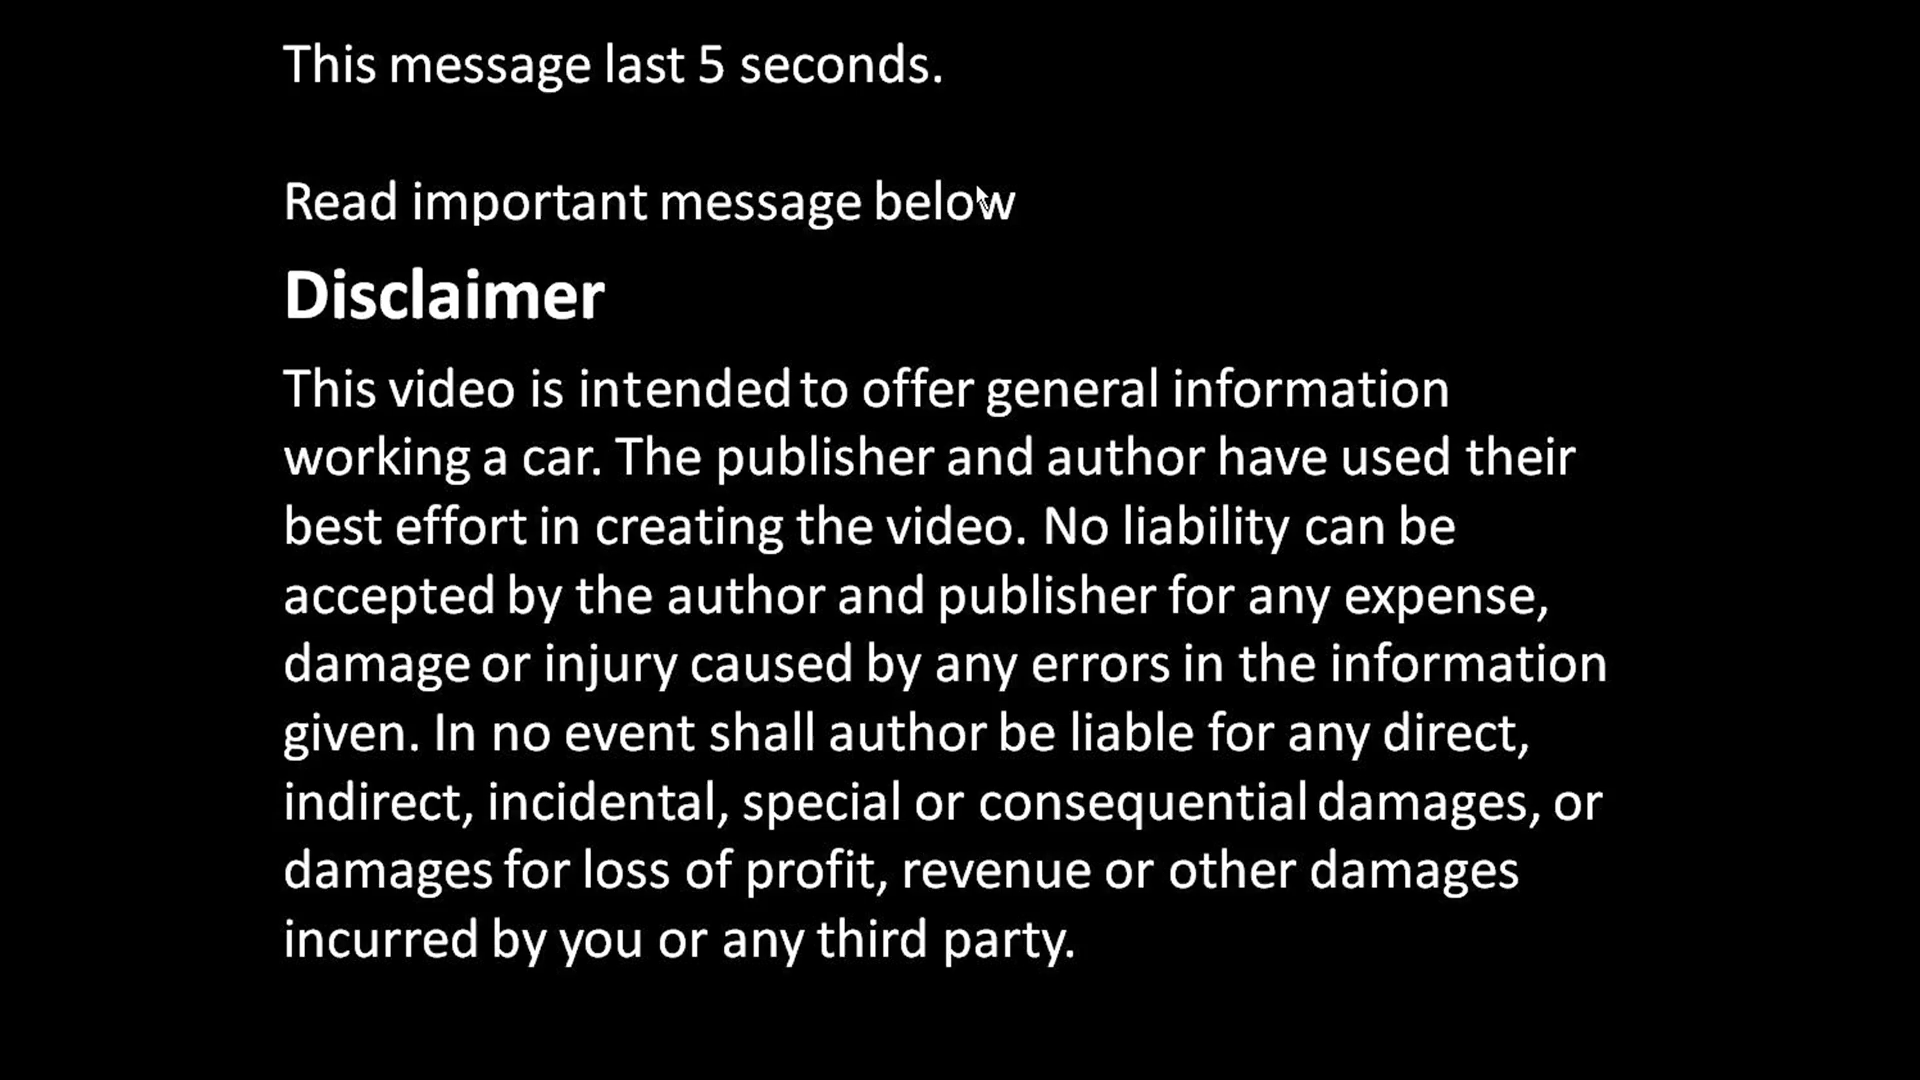 This message last 5 seconds.
Read important message below
Disclaimer
This video is intended to offer general information
working a car. The publisher and author have used their
best effort in creating the video. No liability can be
accepted by the author and publisher for any expense,
damage or injury caused by any errors in the information
given. In no event shall author be liable for any direct,
indirect, incidental, special or consequential damages, or
damages for loss of profit, revenue or other damages
incurred by you or any third party.